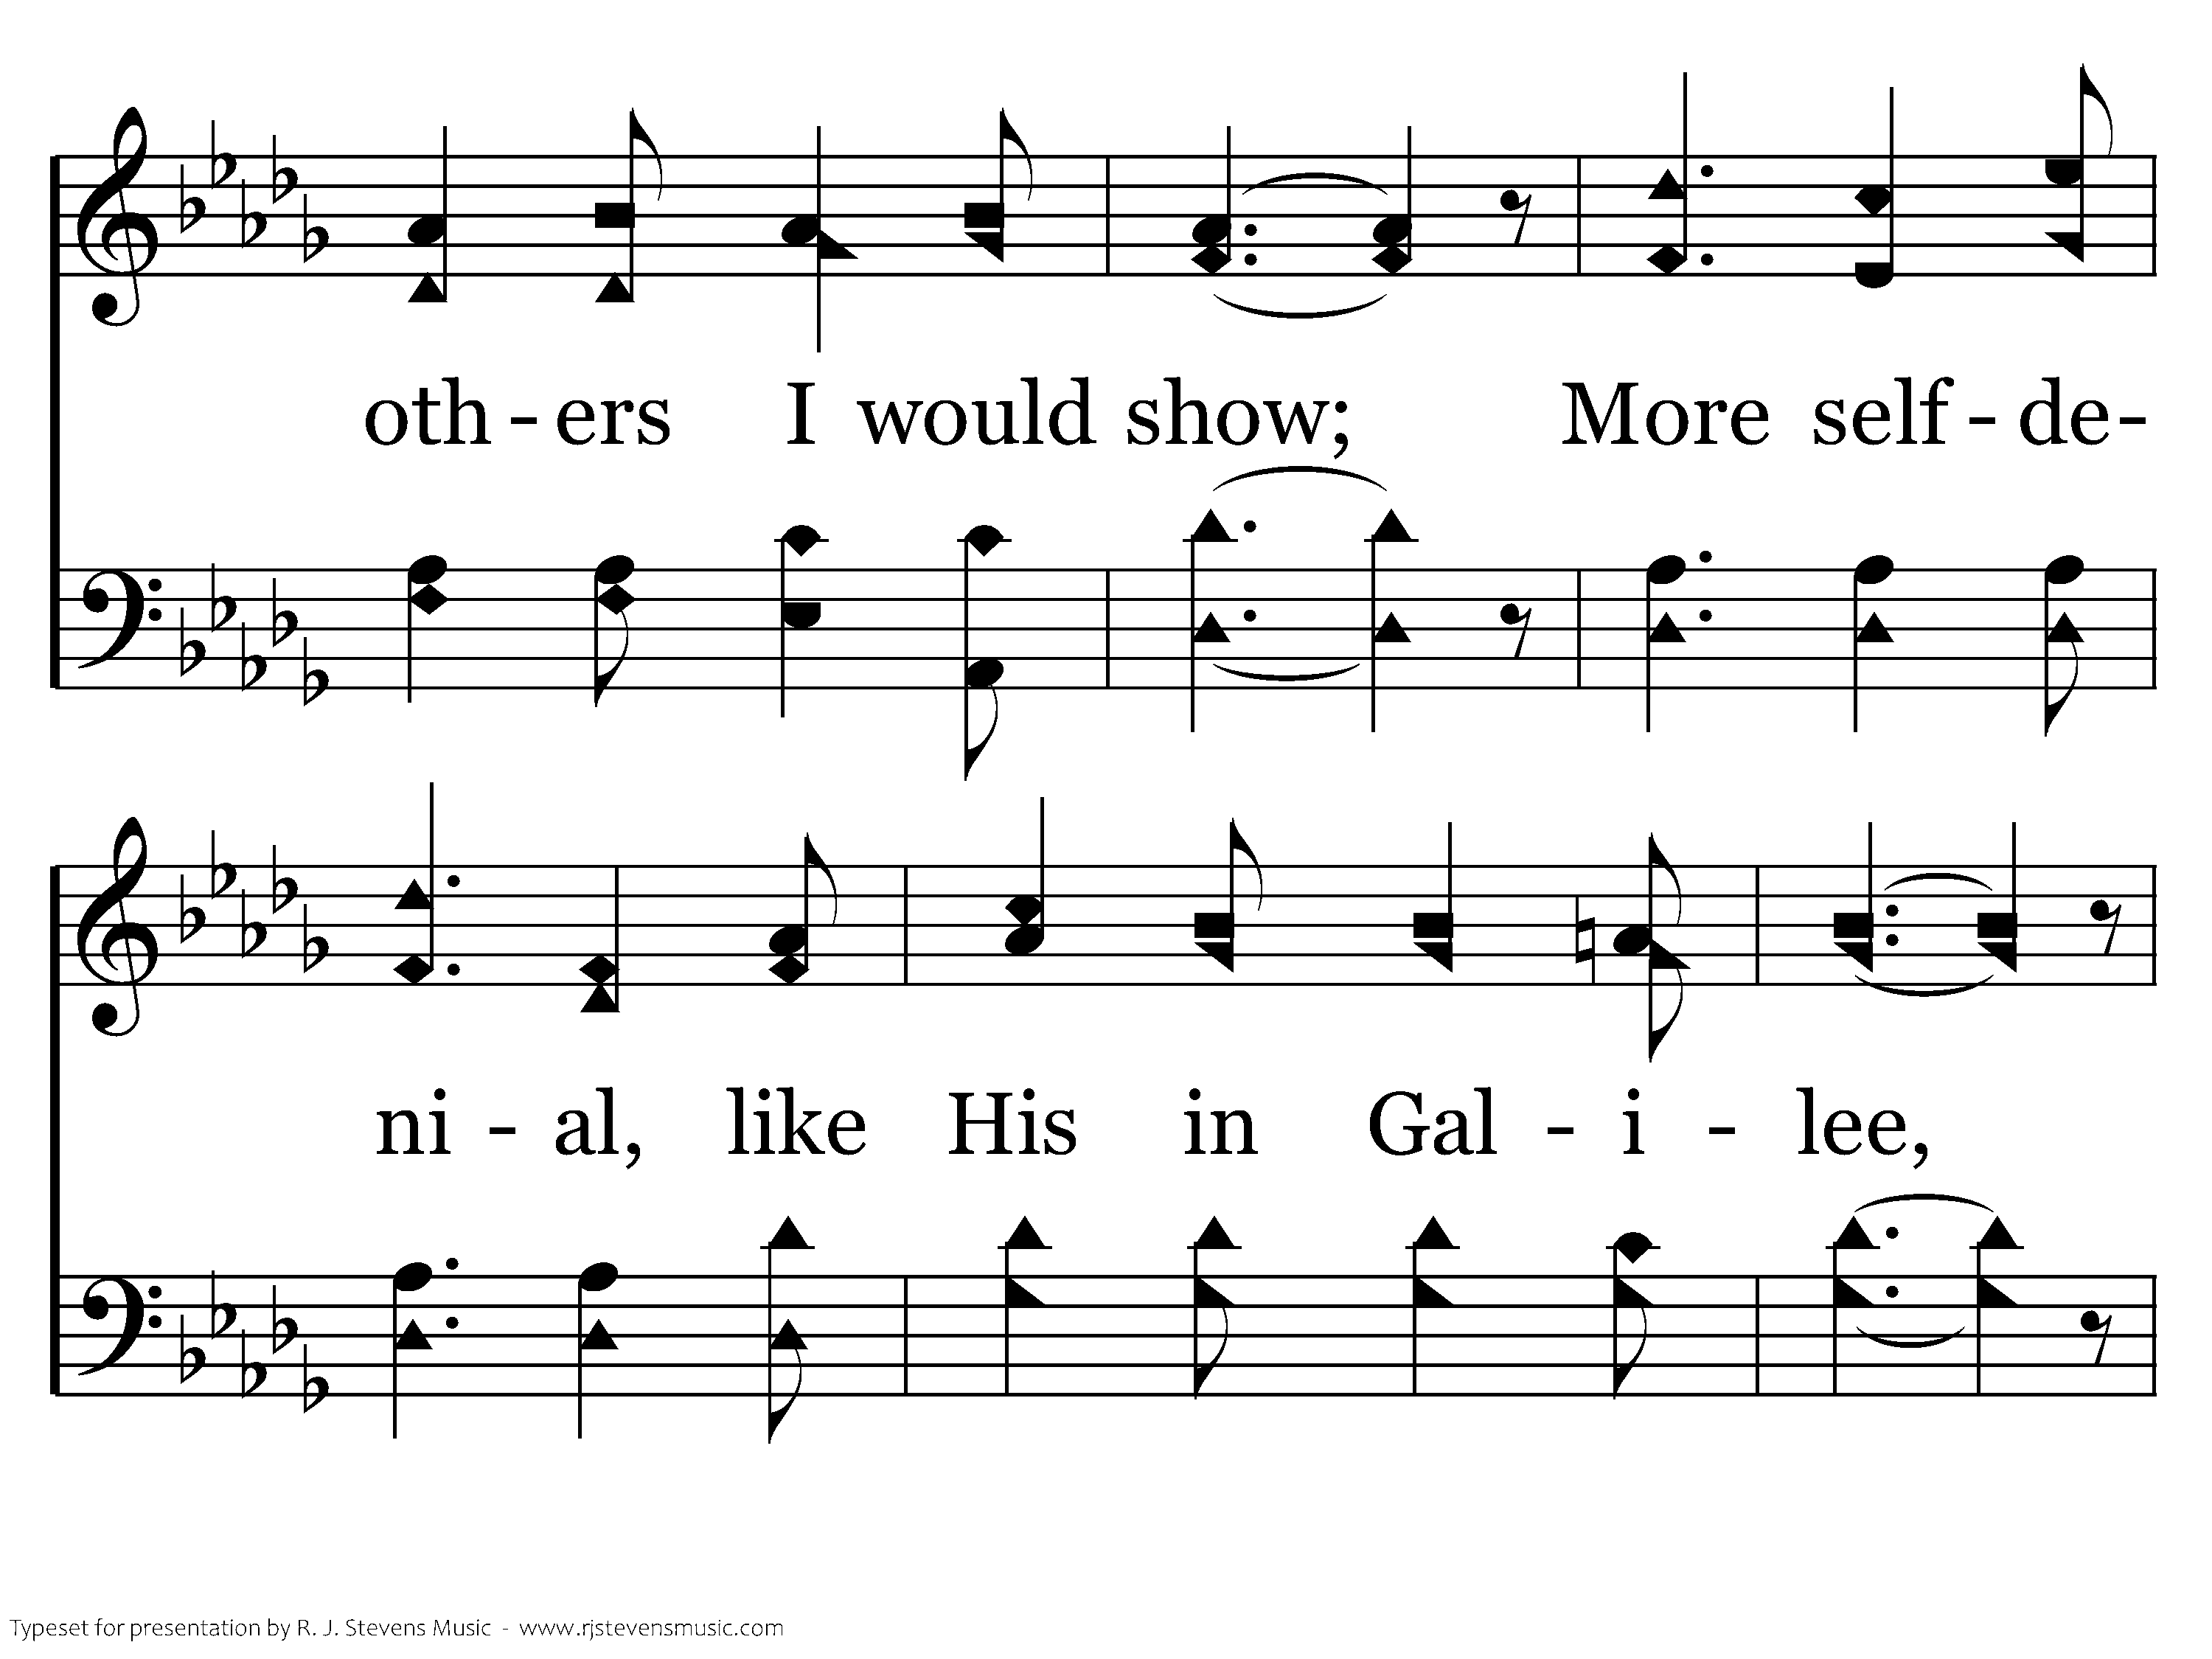 oth - ers I would show; More self - de-
ni - al, like His in Gal - i - lee,
Typeset for presentation by R. J. Stevens Music - www.rjstevensmusic.com